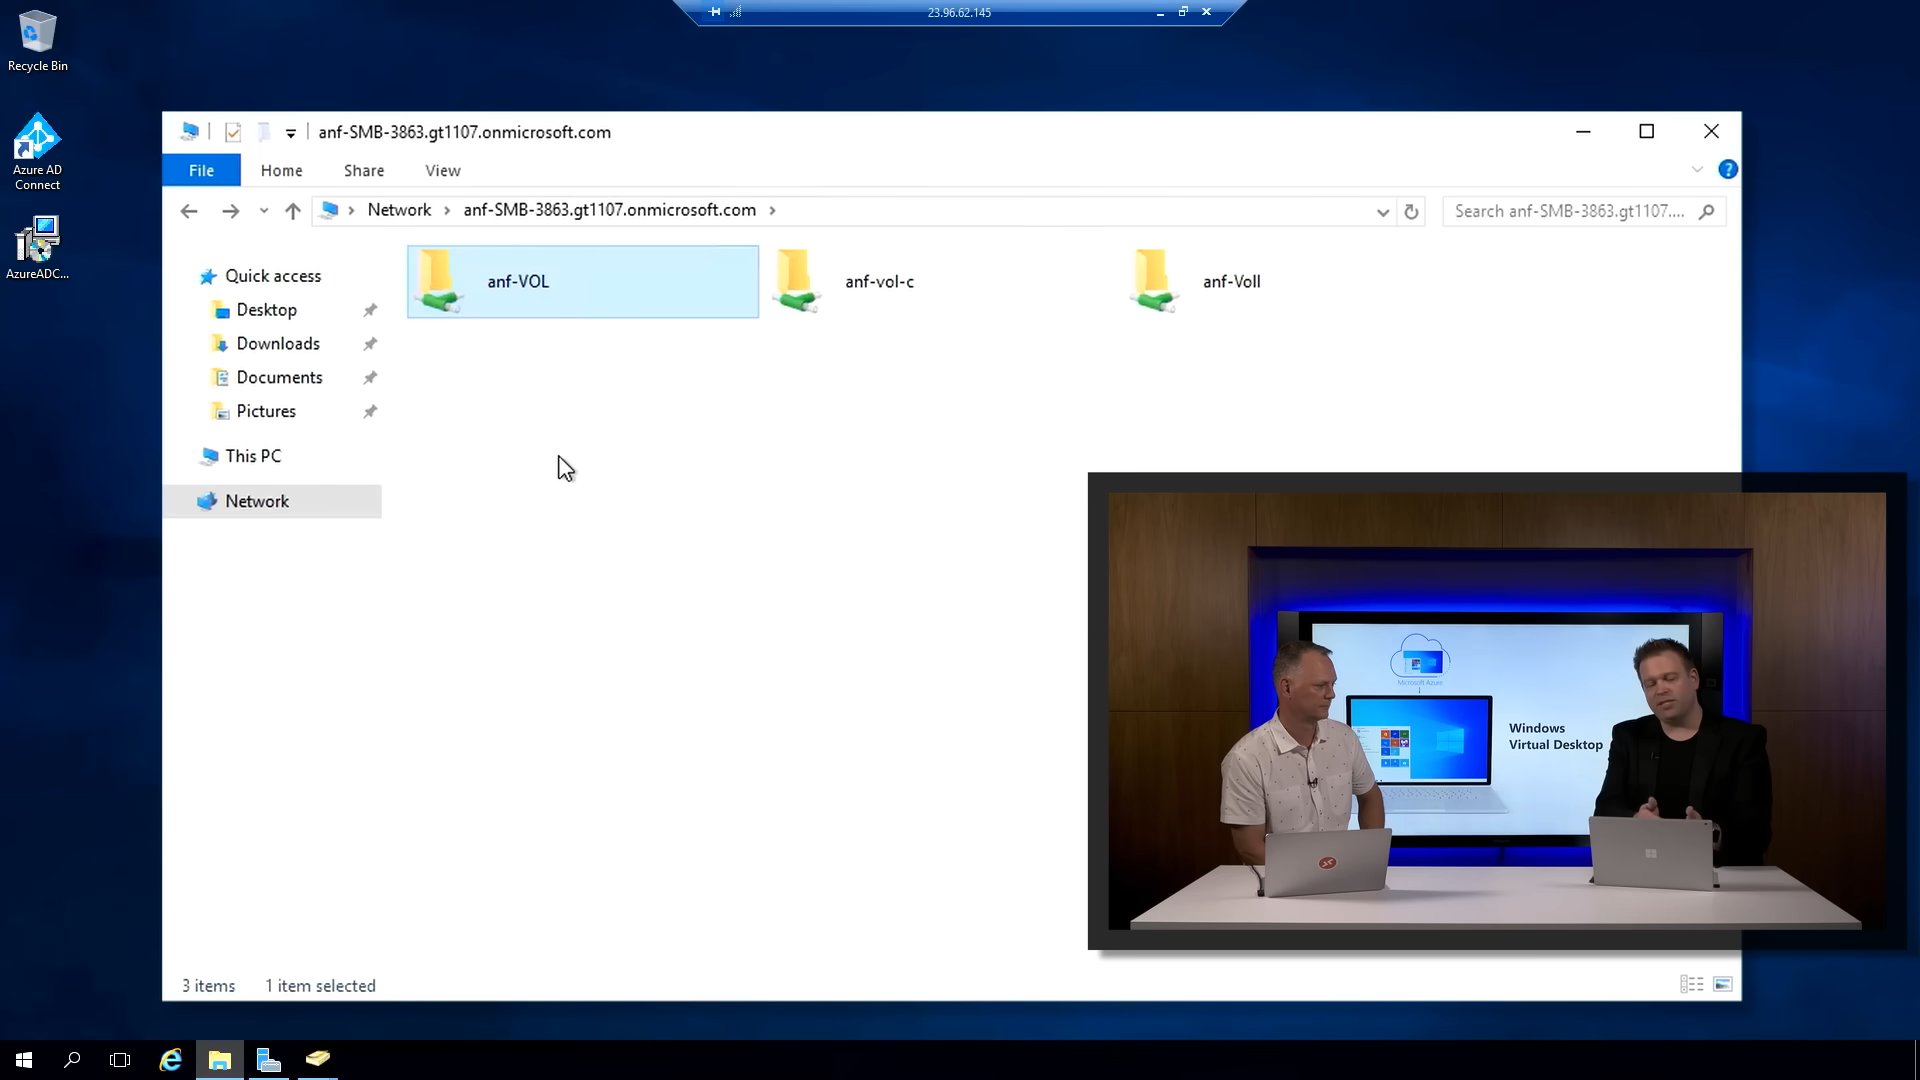 23.96.62.145
Recycle Bin
Azure AD
Connect
AzureADC...
anf-SMB-3863.gt1107.onmicrosoft.com
File
Home
Share
View
Network
anf-SMB-3863.gt1107.onmicrosoft.com
Search anf-SMB-3863.gt1107....
Quick access
Desktop
Downloads
Documents
Pictures
This PC
Network
anf-VOL
anf-vol-c
anf-Voll
Microsoft Azure
Windows
Virtual Desktop
3 items
1 item selected